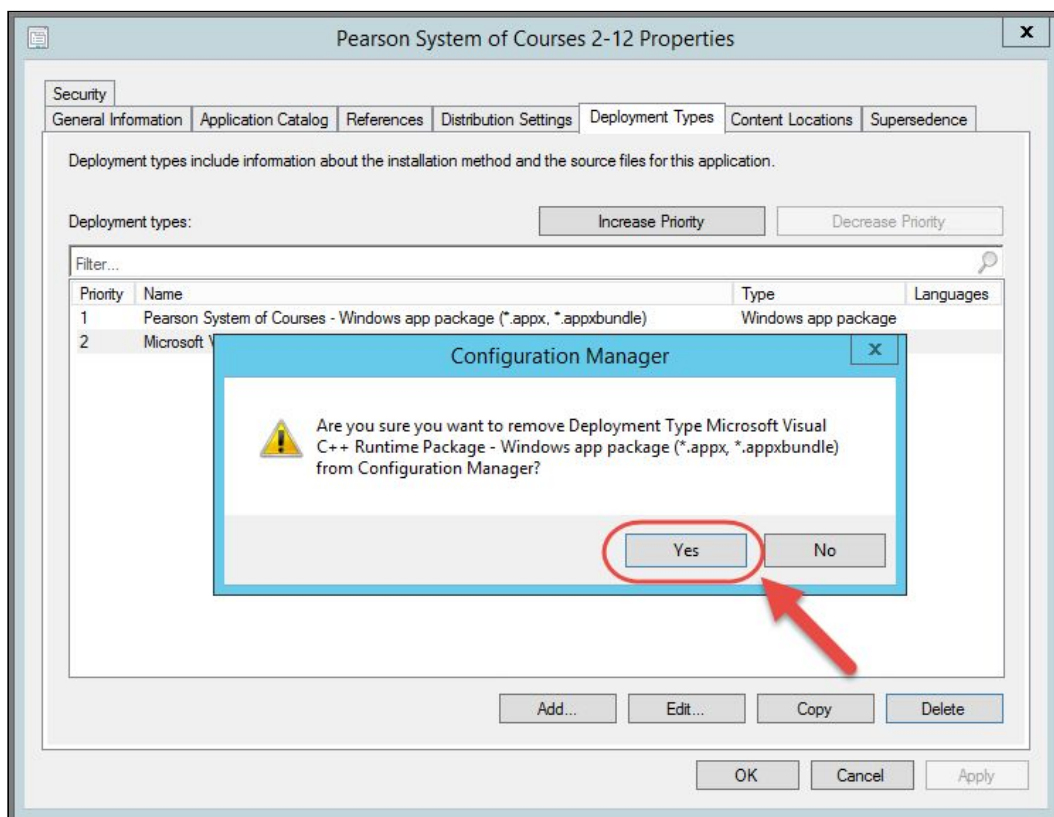 Pearson System of Courses 2-12 Properties
x
Security
General Information Application Catalog References Distribution Settings Deployment Types Content Locations Supersedence
Deployment types include information about the installation method and the source files for this application.
Deployment types: Increase Priority Decrease Priority
Filter...
Priority Name Type Languages
1 Pearson System of Courses - Windows app package (*.appx, *.appxbundle) Windows app package
2 Microsoft
Configuration Manager
x
Are you sure you want to remove Deployment Type Microsoft Visual
C++ Runtime Package - Windows app package (*.appx, *.appxbundle)
from Configuration Manager?
Yes No
Add... Edit... Copy Delete
OK Cancel Apply